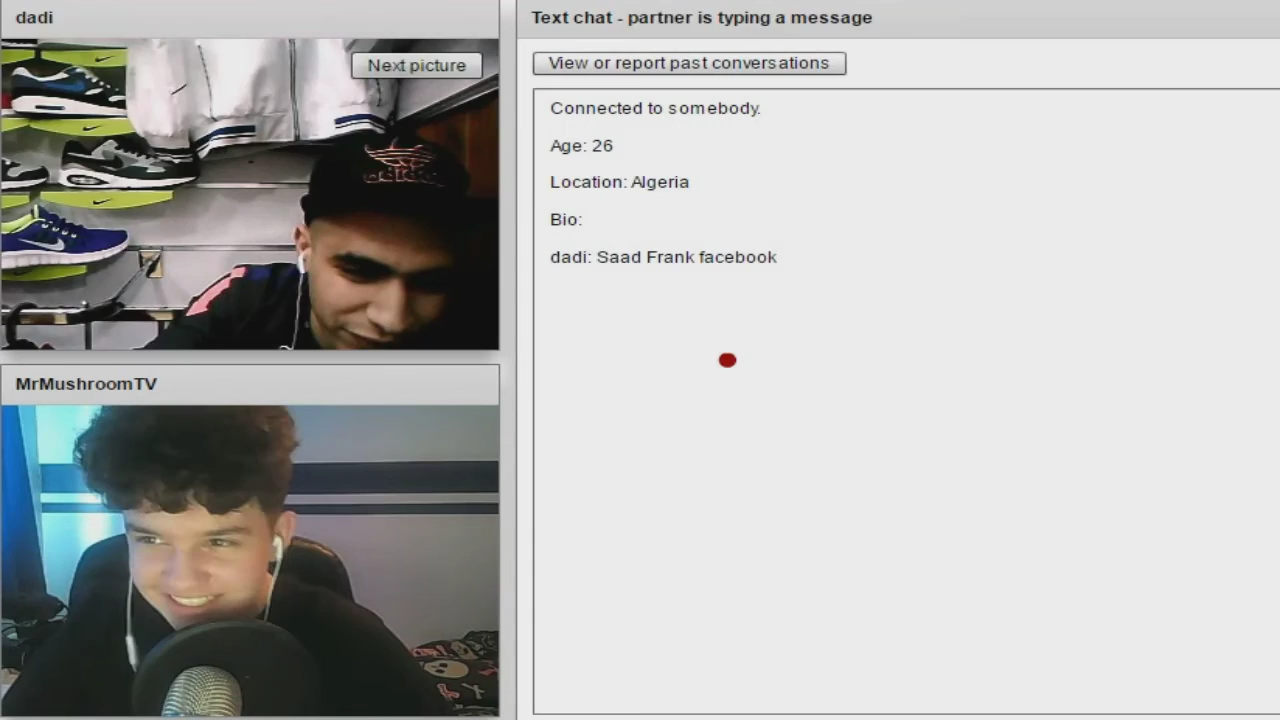 dadi
Next picture
MrMushroomTV
Text chat - partner is typing a message
View or report past conversations
Connected to somebody.
Age: 26
Location: Algeria
Bio:
dadi: Saad Frank facebook